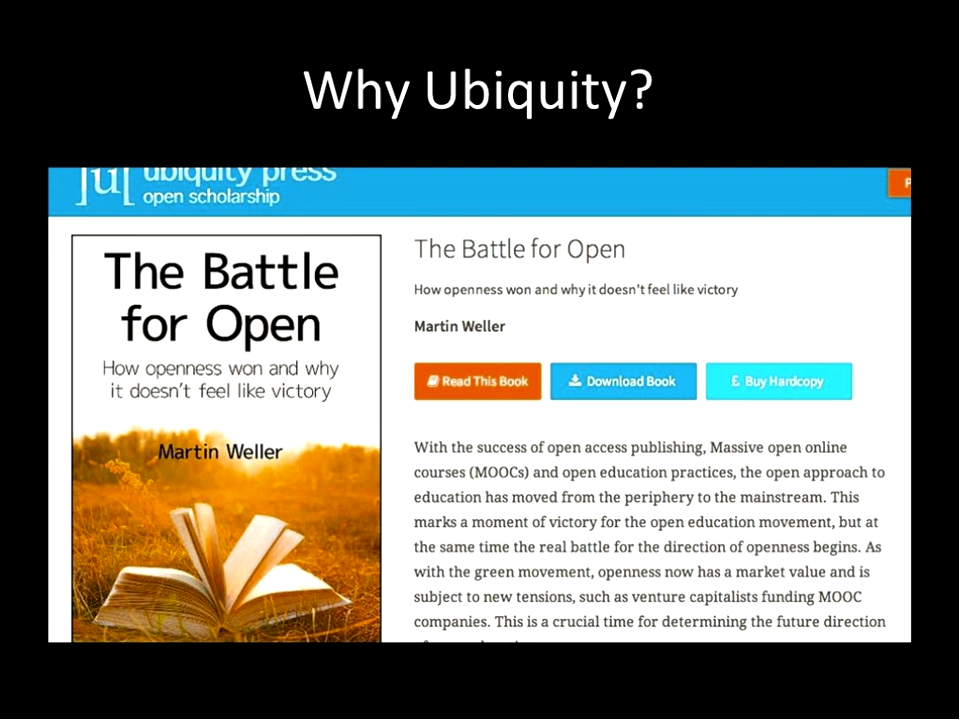 Why Ubiquity?
]u[ ubiquity press
open scholarship
P
The Battle
for Open
How openness won and why
it doesn't feel like victory
Martin Weller
The Battle for Open
How openness won and why it doesn't feel like victory
Martin Weller
Read This Book
Download Book
£ Buy Hardcopy
With the success of open access publishing, Massive open online
courses (MOOCs) and open education practices, the open approach to
education has moved from the periphery to the mainstream. This
marks a moment of victory for the open education movement, but at
the same time the real battle for the direction of openness begins. As
with the green movement, openness now has a market value and is
subject to new tensions, such as venture capitalists funding MOOC
companies. This is a crucial time for determining the future direction